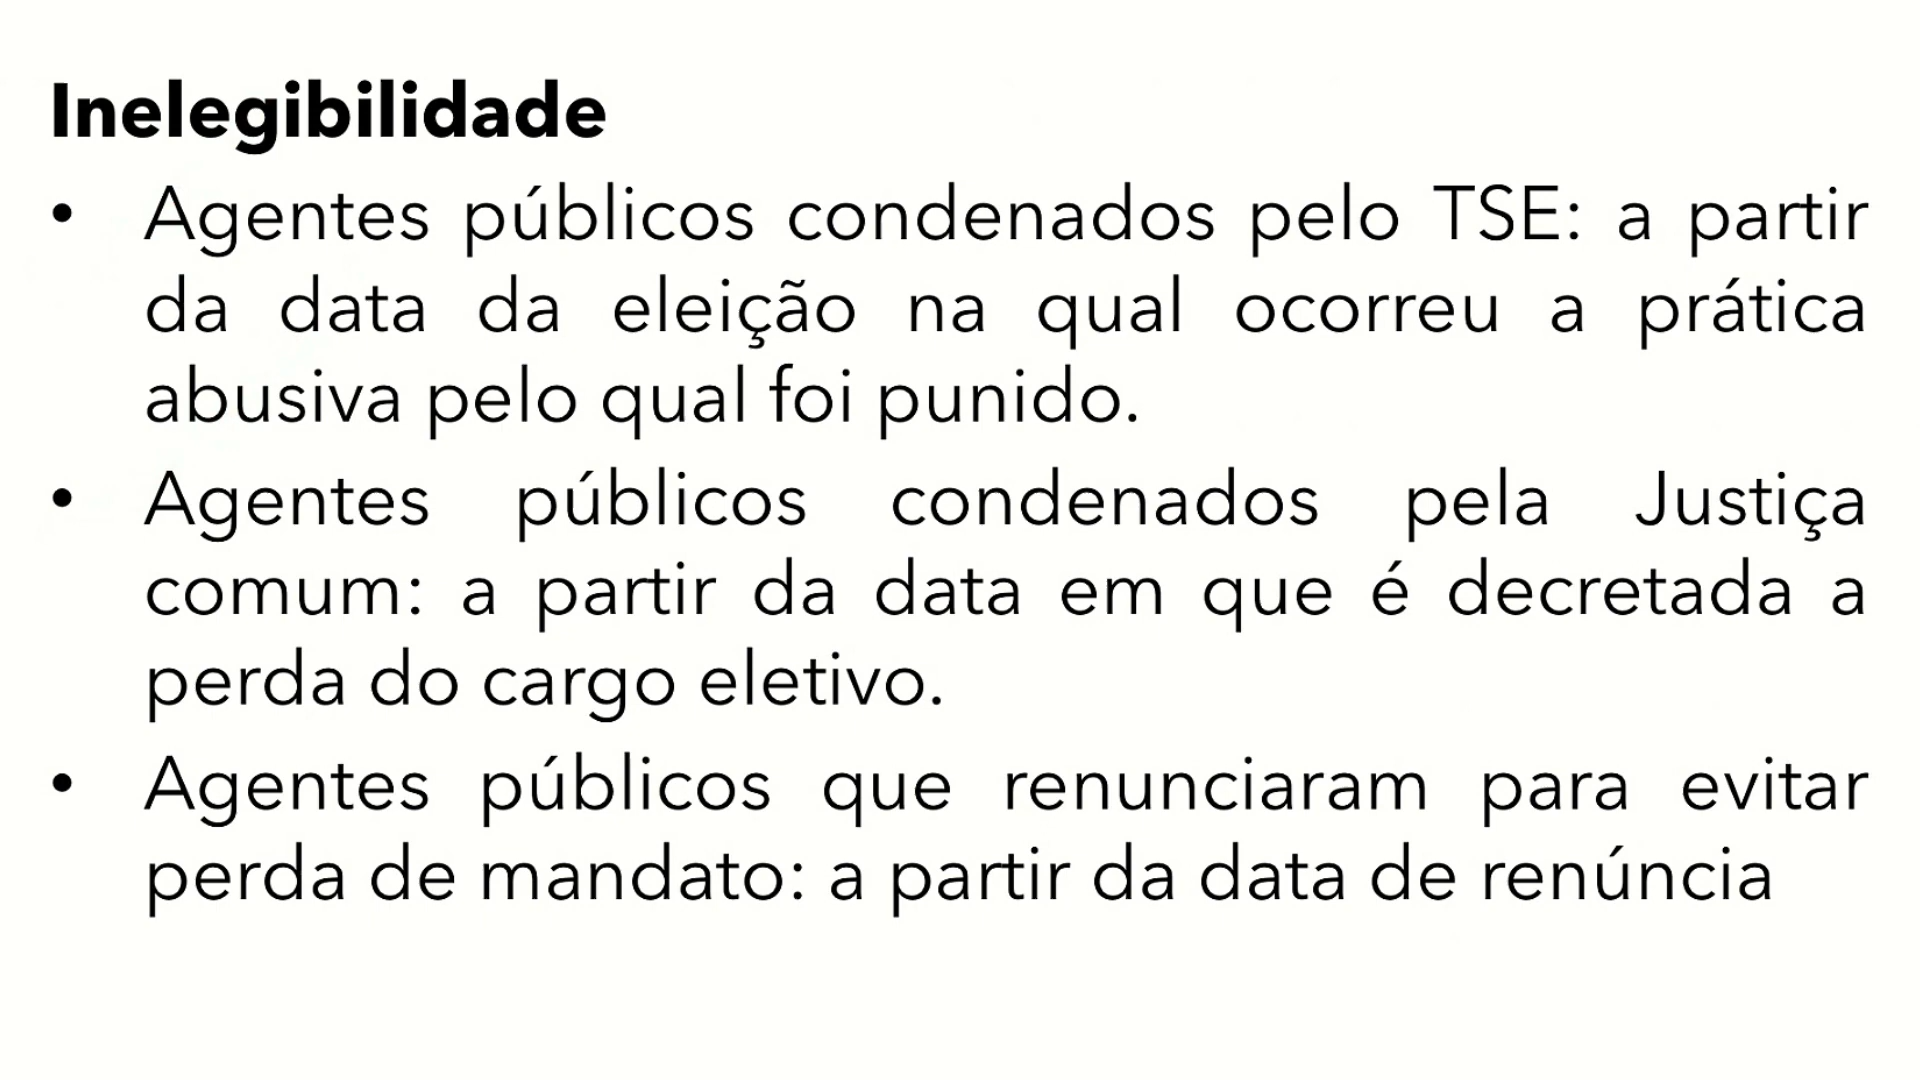 Inelegibilidade
• Agentes públicos condenados pelo TSE: a partir
da data da eleição na qual ocorreu a prática
abusiva pelo qual foi punido.
• Agentes públicos condenados pela Justiça
comum: a partir da data em que é decretada a
perda do cargo eletivo.
• Agentes públicos que renunciaram para evitar
perda de mandato: a partir da data de renúncia